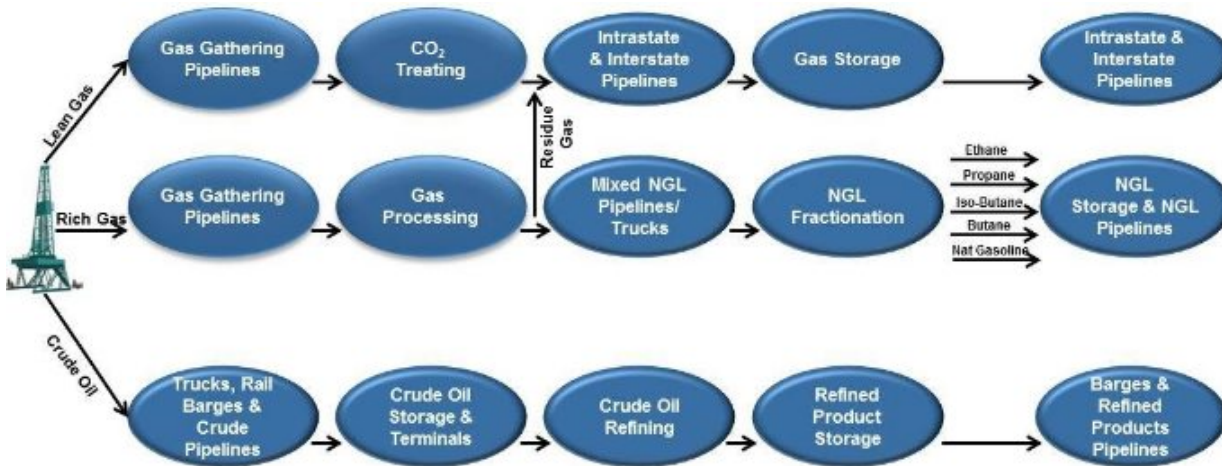 Gas Gathering
Pipelines
CO₂
Treating
Intrastate
& Interstate
Pipelines
Gas Storage
Intrastate &
Interstate
Pipelines
Lean Gas
Residue
Gas
Rich Gas
Gas Gathering
Pipelines
Gas
Processing
Mixed NGL
Pipelines/
Trucks
NGL
Fractionation
Ethane
Propane
Iso-Butane
Butane
Nat Gasoline
NGL
Storage & NGL
Pipelines
Crude Oil
Trucks, Rail
Barges &
Crude
Pipelines
Crude Oil
Storage &
Terminals
Crude Oil
Refining
Refined
Product
Storage
Barges &
Refined
Products
Pipelines